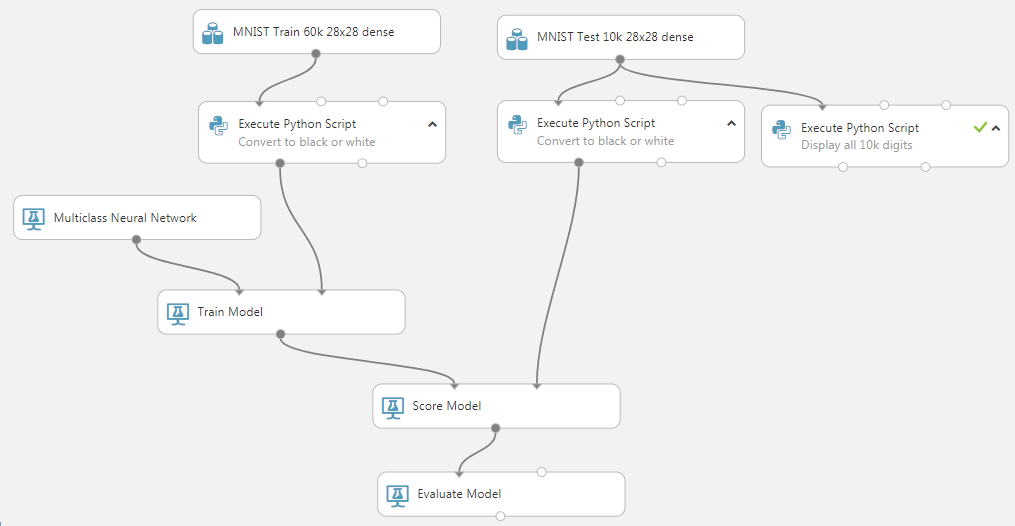 MNIST Train 60k 28x28 dense
MNIST Test 10k 28x28 dense
Execute Python Script
Convert to black or white
Execute Python Script
Convert to black or white
Execute Python Script
Display all 10k digits
Multiclass Neural Network
Train Model
Score Model
Evaluate Model